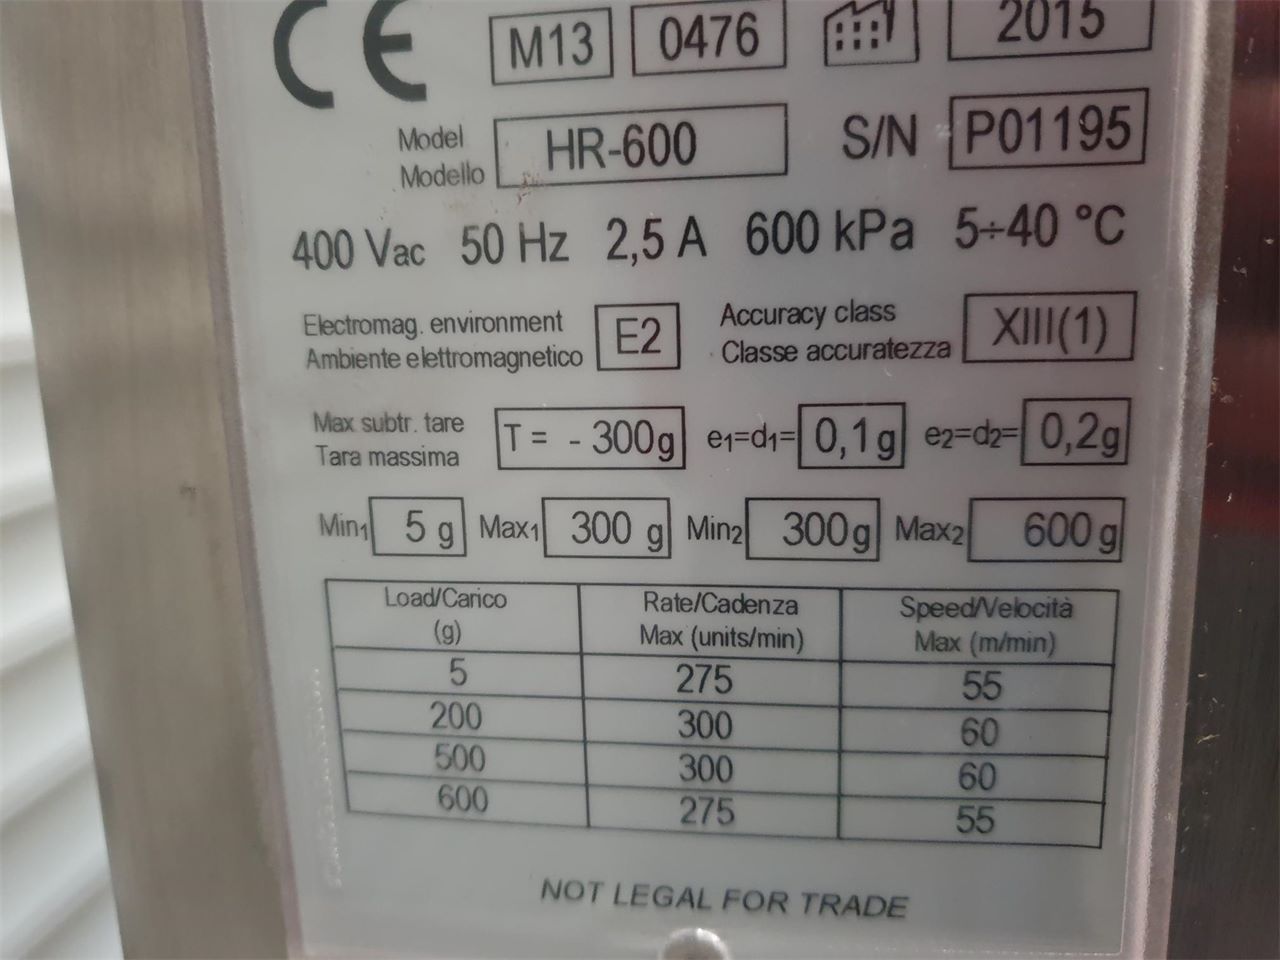 CE M13 0476 2015
Model
Modello
HR-600
S/N P01195
400 Vac 50 Hz 2,5 A 600 kPa 5÷40 °C
Electromag. environment
Ambiente elettromagnetico
E2
Accuracy class
Classe accuratezza
XIII(1)
Max subtr. tare
Tara massima
T = - 300g e1=d1= 0,1g e2=d2= 0,2g
Min1 5 g Max1 300 g Min2 300g Max2 600g
Load/Carico (g) Rate/Cadenza Max (units/min) Speed/Velocità Max (m/min)
5 275 55
200 300 60
500 300 60
600 275 55
NOT LEGAL FOR TRADE